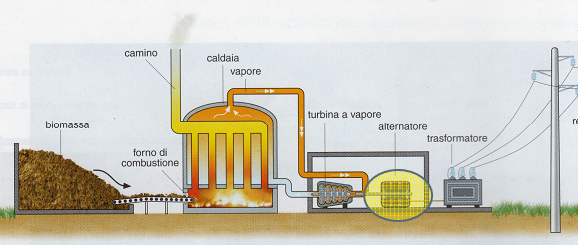 camino
caldaia
vapore
turbina a vapore
biomassa
alternatore
trasformatore
forno di
combustione